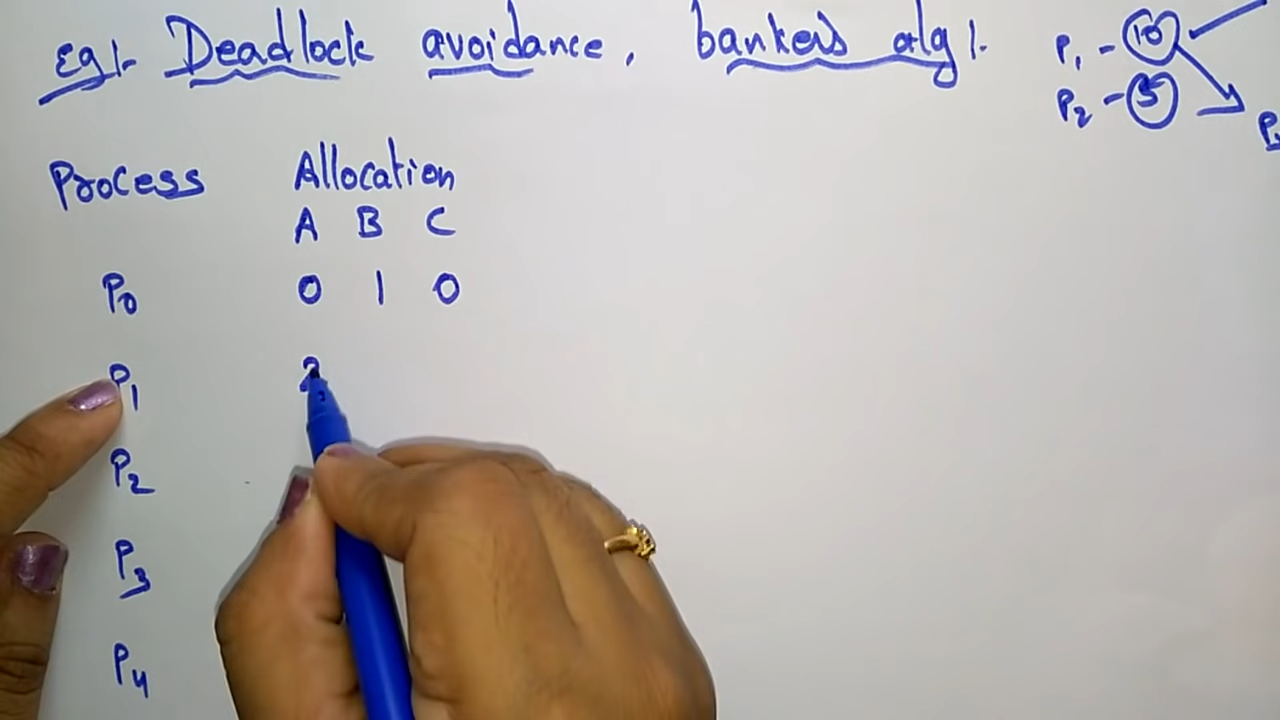 Eg:- Deadlock avoidance, bankers alg:-
P1 - 10
P2 - 5
Process Allocation
A B C
P0 0 1 0
P1 2
P2
P3
P4